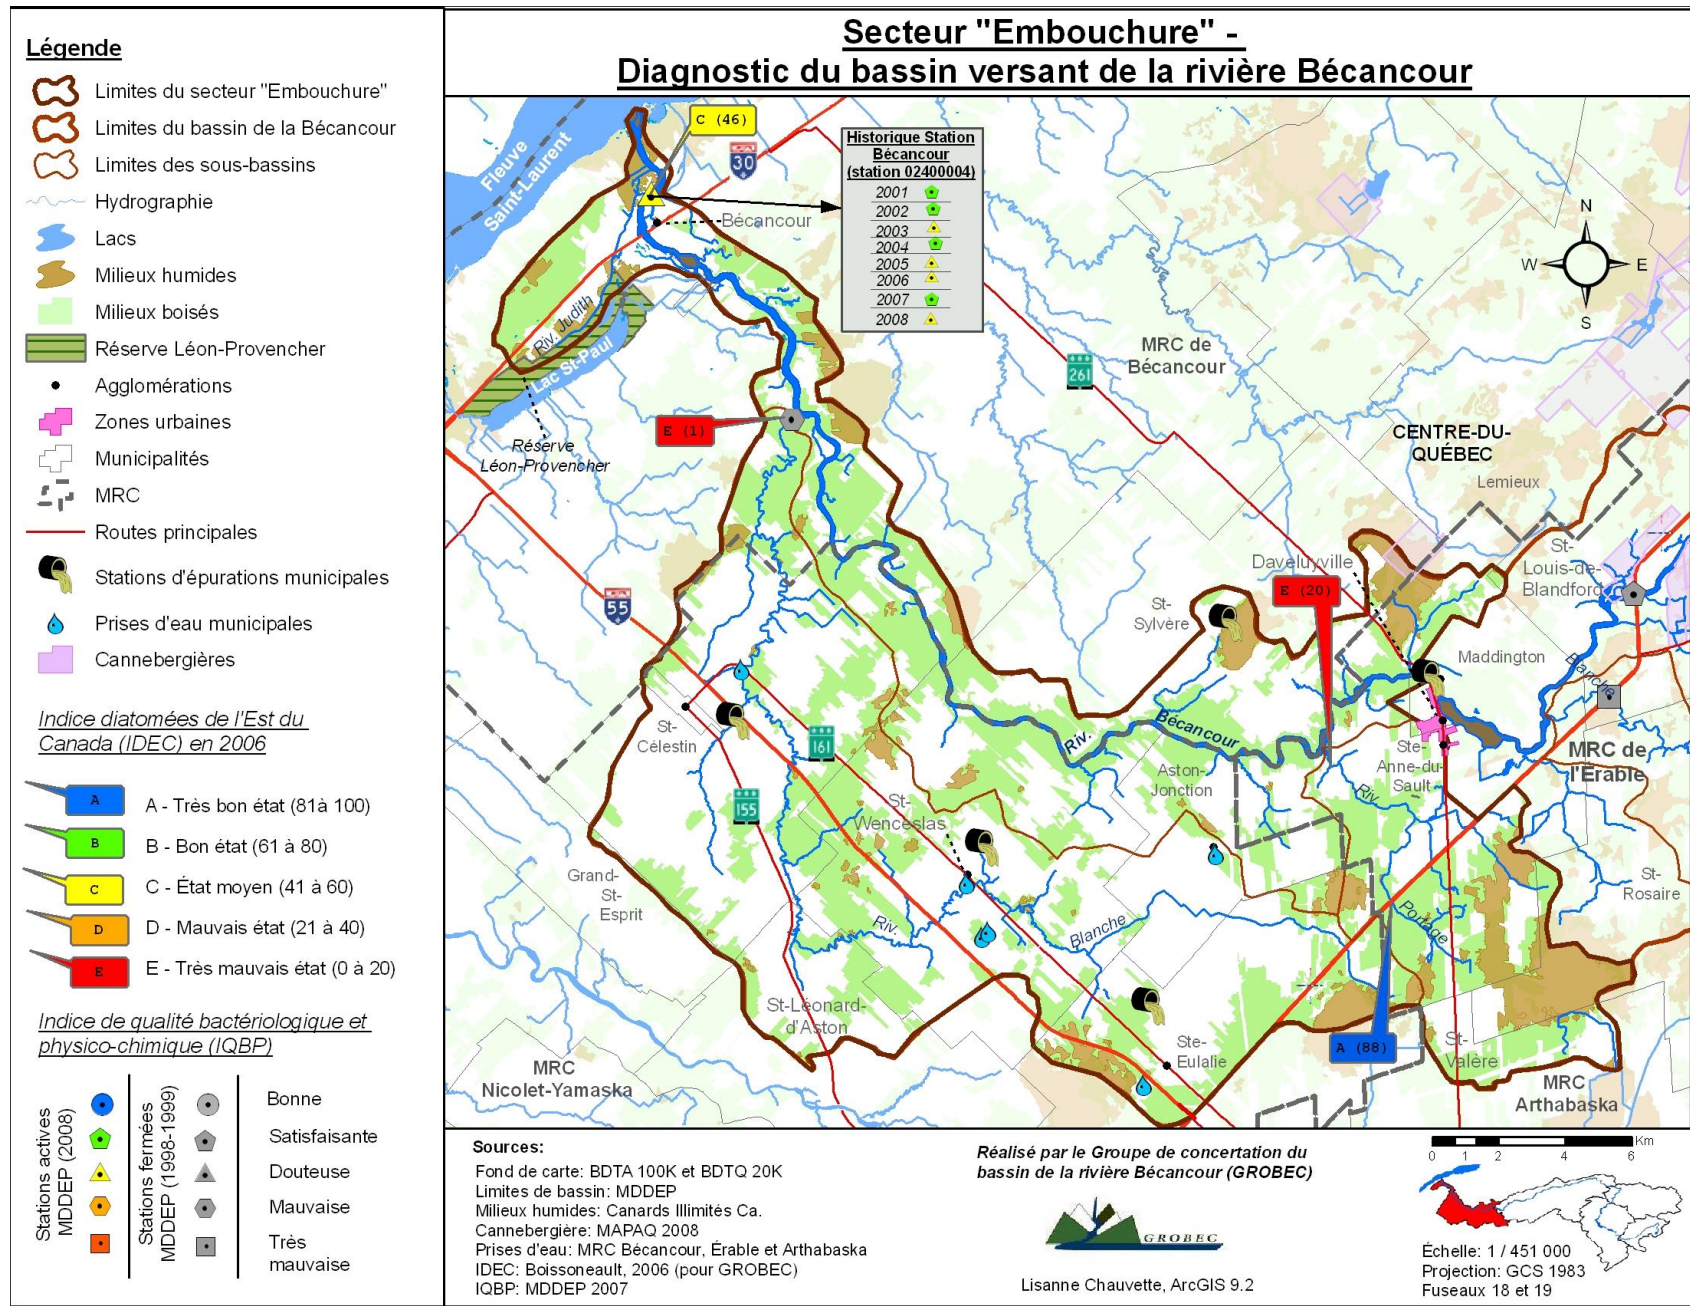 Secteur "Embouchure" -
Diagnostic du bassin versant de la rivière Bécancour
Légende
Limites du secteur "Embouchure"
Limites du bassin de la Bécancour
Limites des sous-bassins
Hydrographie
Lacs
Milieux humides
Milieux boisés
Réserve Léon-Provencher
Agglomérations
Zones urbaines
Municipalités
MRC
Routes principales
Stations d'épurations municipales
Prises d'eau municipales
Cannebergières
Indice diatomées de l'Est du
Canada (IDEC) en 2006
A
A - Très bon état (81à 100)
B
B - Bon état (61 à 80)
C
C - État moyen (41 à 60)
D
D - Mauvais état (21 à 40)
E
E - Très mauvais état (0 à 20)
Indice de qualité bactériologique et
physico-chimique (IQBP)
Stations actives
MDDEP (2008)
Stations fermées
MDDEP (1998-1999)
Bonne
Satisfaisante
Douteuse
Mauvaise
Très
mauvaise
Fleuve
Saint-Laurent
C (46)
30
Bécancour
Historique Station
Bécancour
(station 02400004)
2001
2002
2003
2004
2005
2006
2007
2008
N
W
E
S
Riv. Judith
Lac St-Paul
Réserve
Léon-Provencher
E (1)
261
MRC de
Bécancour
CENTRE-DU-
QUÉBEC
Lemieux
55
Daveluyville
E (20)
St-
Sylvère
St-
Louis-de-
Blandford
Maddington
Blanche
MRC de
l'Érable
St-
Célestin
161
155
Riv.
Bécancour
Aston-
Jonction
Ste-
Anne-du-
Sault
Riv.
Portage
St-
Rosaire
St-
Wenceslas
Grand-
St-
Esprit
Riv.
Blanche
St-Léonard-
d'Aston
Ste-
Eulalie
A (88)
St-
Valère
MRC
Nicolet-Yamaska
MRC
Arthabaska
Sources:
Fond de carte: BDTA 100K et BDTQ 20K
Limites de bassin: MDDEP
Milieux humides: Canards Illimités Ca.
Cannebergière: MAPAQ 2008
Prises d'eau: MRC Bécancour, Érable et Arthabaska
IDEC: Boissoneault, 2006 (pour GROBEC)
IQBP: MDDEP 2007
Réalisé par le Groupe de concertation du
bassin de la rivière Bécancour (GROBEC)
GROBEC
Lisanne Chauvette, ArcGIS 9.2
Km
0 1 2 4 6
Échelle: 1 / 451 000
Projection: GCS 1983
Fuseaux 18 et 19